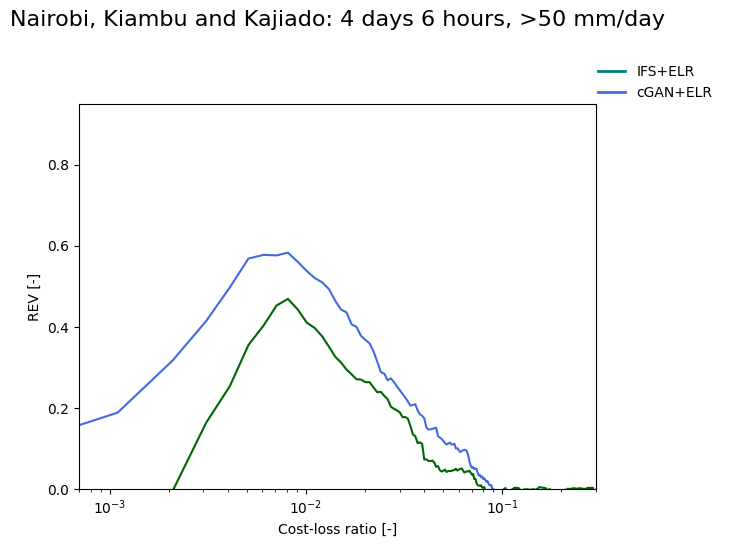 Nairobi, Kiambu and Kajiado: 4 days 6 hours, >50 mm/day
IFS+ELR
cGAN+ELR
0.8
0.6
0.4
0.2
0.0
REV [-]
10⁻³ 10⁻² 10⁻¹
Cost-loss ratio [-]